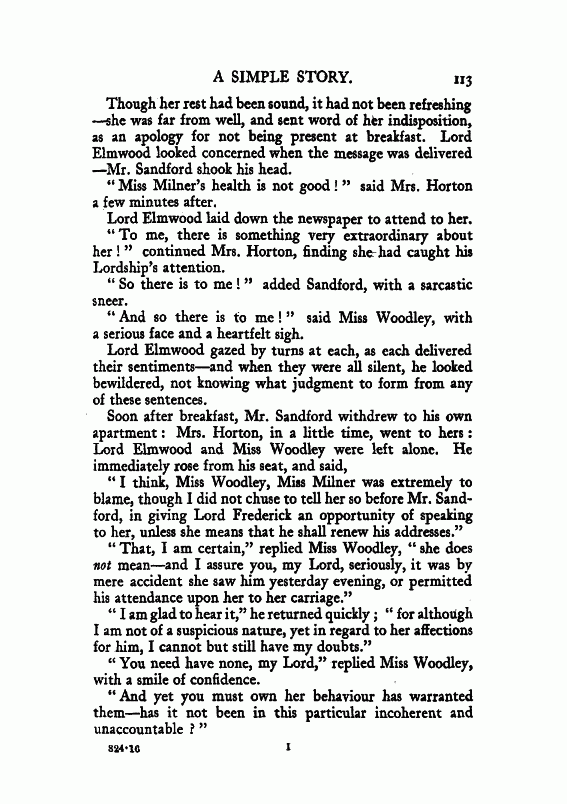 A SIMPLE STORY. 113
Though her rest had been sound, it had not been refreshing
—she was far from well, and sent word of her indisposition,
as an apology for not being present at breakfast. Lord
Elmwood looked concerned when the message was delivered
—Mr. Sandford shook his head.
“Miss Milner’s health is not good!” said Mrs. Horton
a few minutes after.
Lord Elmwood laid down the newspaper to attend to her.
“To me, there is something very extraordinary about
her!” continued Mrs. Horton, finding she had caught his
Lordship’s attention.
“So there is to me!” added Sandford, with a sarcastic
sneer.
“And so there is to me!” said Miss Woodley, with
a serious face and a heartfelt sigh.
Lord Elmwood gazed by turns at each, as each delivered
their sentiments—and when they were all silent, he looked
bewildered, not knowing what judgment to form from any
of these sentences.
Soon after breakfast, Mr. Sandford withdrew to his own
apartment: Mrs. Horton, in a little time, went to hers:
Lord Elmwood and Miss Woodley were left alone. He
immediately rose from his seat, and said,
“I think, Miss Woodley, Miss Milner was extremely to
blame, though I did not chuse to tell her so before Mr. Sand-
ford, in giving Lord Frederick an opportunity of speaking
to her, unless she means that he shall renew his addresses.”
“That, I am certain,” replied Miss Woodley, “she does
not mean—and I assure you, my Lord, seriously, it was by
mere accident she saw him yesterday evening, or permitted
his attendance upon her to her carriage.”
“I am glad to hear it,” he returned quickly; “for although
I am not of a suspicious nature, yet in regard to her affections
for him, I cannot but still have my doubts.”
“You need have none, my Lord,” replied Miss Woodley,
with a smile of confidence.
“And yet you must own her behaviour has warranted
them—has it not been in this particular incoherent and
unaccountable?”
824·16 I